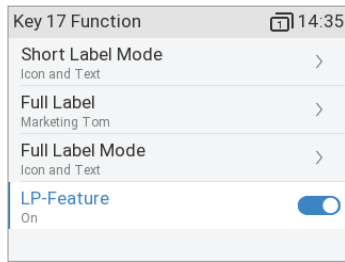 Key 17 Function 1 14:35
Short Label Mode
Icon and Text
Full Label
Marketing Tom
Full Label Mode
Icon and Text
LP-Feature
On